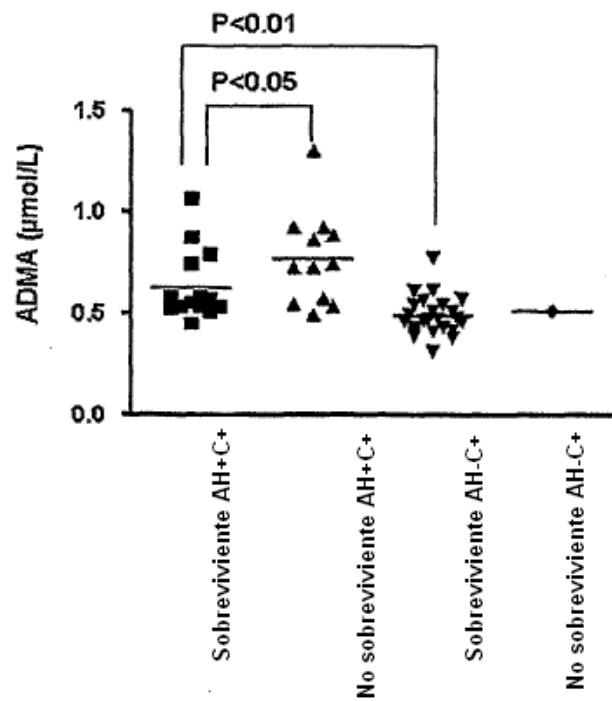 P<0.01
P<0.05
1.5
1.0
0.5
0.0
ADMA (µmol/L)
Sobreviviente AH+C+
No sobreviviente AH+C+
Sobreviviente AH-C+
No sobreviviente AH-C+